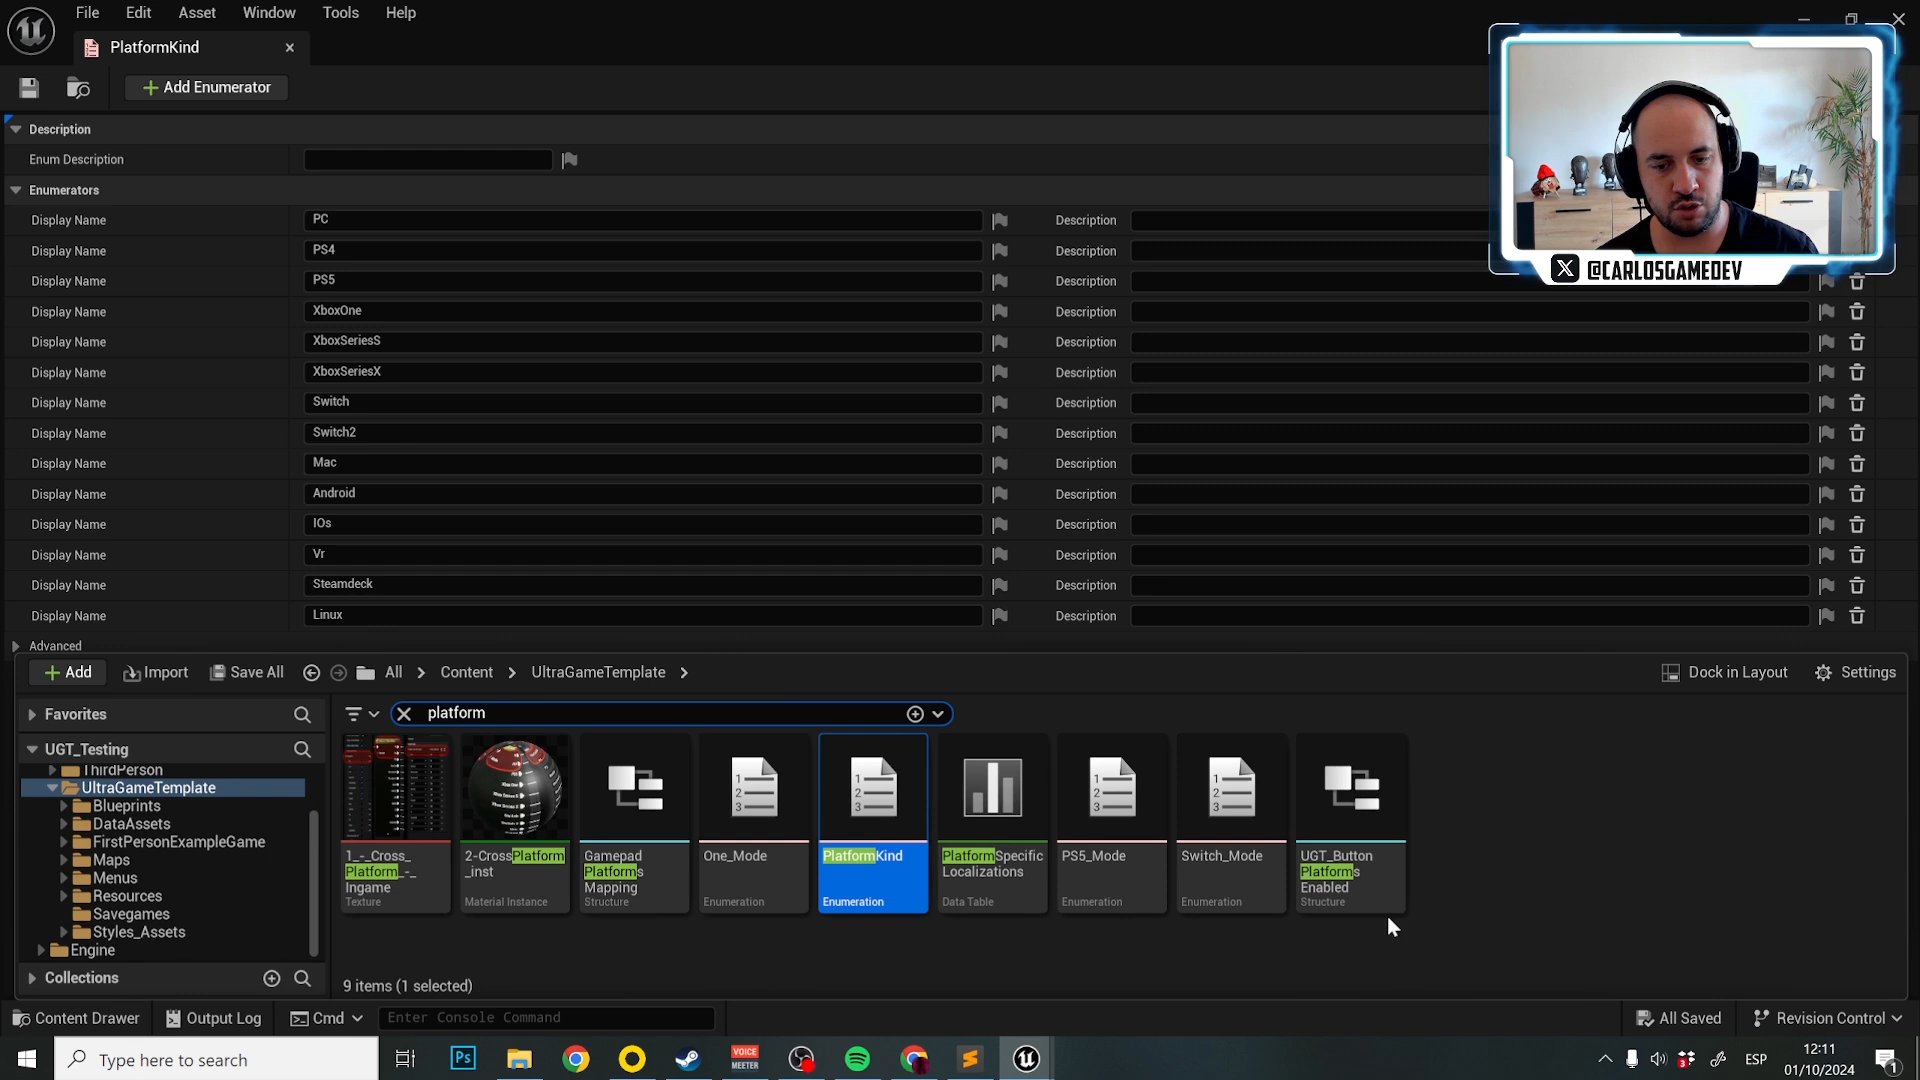 File Edit Asset Window Tools Help
PlatformKind
Add Enumerator
Description
Enum Description
Enumerators
Display Name PC Description
Display Name PS4 Description
Display Name PS5 Description
Display Name XboxOne Description
Display Name XboxSeriesS Description
Display Name XboxSeriesX Description
Display Name Switch Description
Display Name Switch2 Description
Display Name Mac Description
Display Name Android Description
Display Name IOs Description
Display Name Vr Description
Display Name Steamdeck Description
Display Name Linux Description
X @CARLOSGAMEDEV
Advanced
Add Import Save All All Content UltraGameTemplate Dock in Layout Settings
Favorites
platform
UGT_Testing
ThirdPerson
UltraGameTemplate
Blueprints
DataAssets
FirstPersonExampleGame
Maps
Menus
Resources
Savegames
Styles_Assets
Engine
Collections
1_-_Cross_
Platform_-_
Ingame
Texture
2-CrossPlatform
_inst
Material Instance
Gamepad
Platforms
Mapping
Structure
One_Mode
Enumeration
PlatformKind
Enumeration
PlatformSpecific
Localizations
Data Table
PS5_Mode
Enumeration
Switch_Mode
Enumeration
UGT_Button
Platforms
Enabled
Structure
9 items (1 selected)
Content Drawer Output Log Cmd Enter Console Command All Saved Revision Control
Type here to search
Ps
VOICE
MEETER
3
ESP
12:11
01/10/2024
1